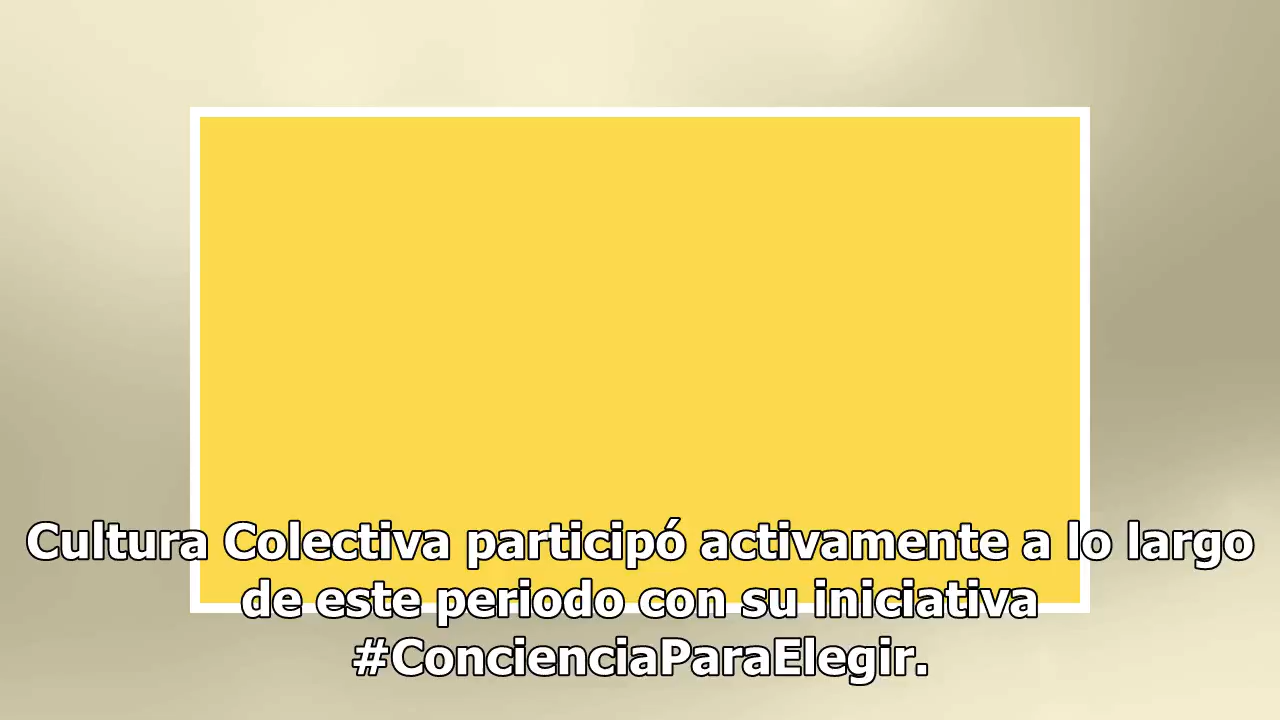 Cultura Colectiva participó activamente a lo largo
de este periodo con su iniciativa
#ConcienciaParaElegir.